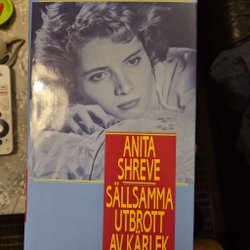 ANITA
SHREVE
SÄLLSAMMA
UTBROTT
AV KÄRLEK